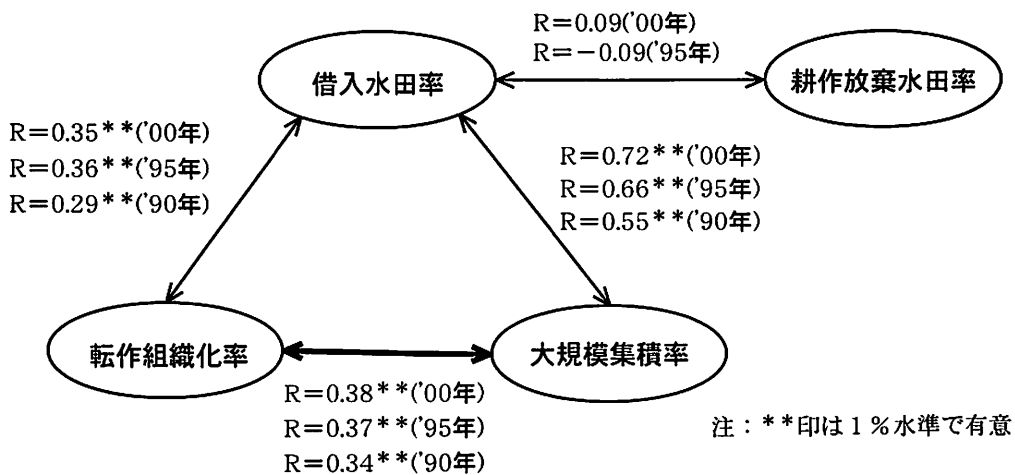 R=0.09('00年)
R=−0.09('95年)
借入水田率
耕作放棄水田率
R=0.35**('00年)
R=0.36**('95年)
R=0.29**('90年)
R=0.72**('00年)
R=0.66**('95年)
R=0.55**('90年)
転作組織化率
大規模集積率
R=0.38**('00年)
R=0.37**('95年)
R=0.34**('90年)
注：**印は1%水準で有意